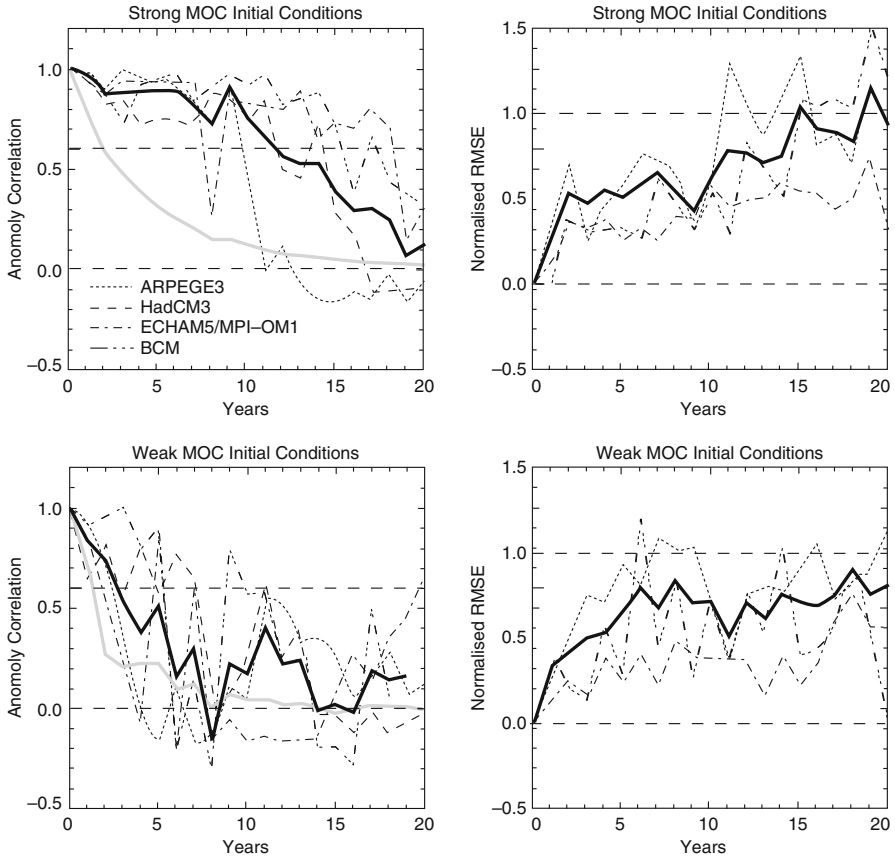 Strong MOC Initial Conditions
Anomoly Correlation
1.0
0.5
0.0
–0.5
ARPEGE3
HadCM3
ECHAM5/MPI–OM1
BCM
0 5 10 15 20
Years
Strong MOC Initial Conditions
Normalised RMSE
1.5
1.0
0.5
0.0
–0.5
0 5 10 15 20
Years
Weak MOC Initial Conditions
Anomoly Correlation
1.0
0.5
0.0
–0.5
0 5 10 15 20
Years
Weak MOC Initial Conditions
Normalised RMSE
1.5
1.0
0.5
0.0
–0.5
0 5 10 15 20
Years